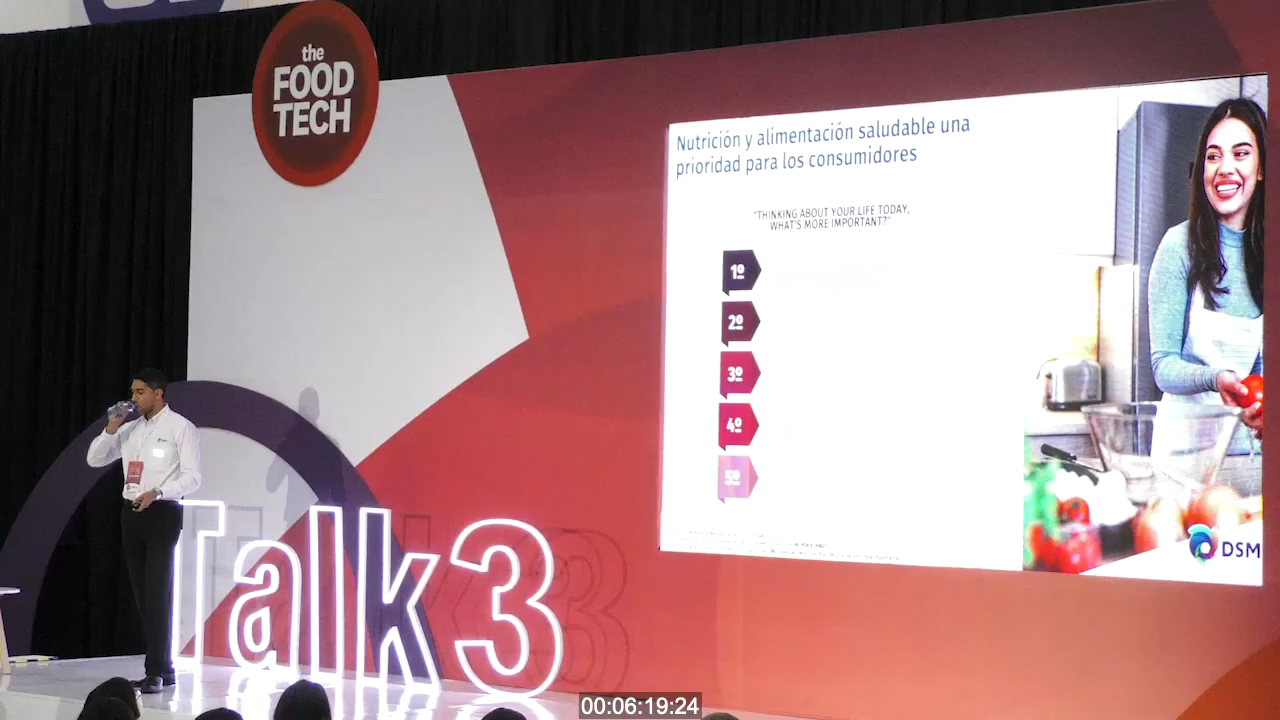 the
FOOD
TECH
Nutrición y alimentación saludable una
prioridad para los consumidores
"THINKING ABOUT YOUR LIFE TODAY,
WHAT'S MORE IMPORTANT?"
1º
2º
3º
4º
5º
DSM
Talk3
00:06:19:24